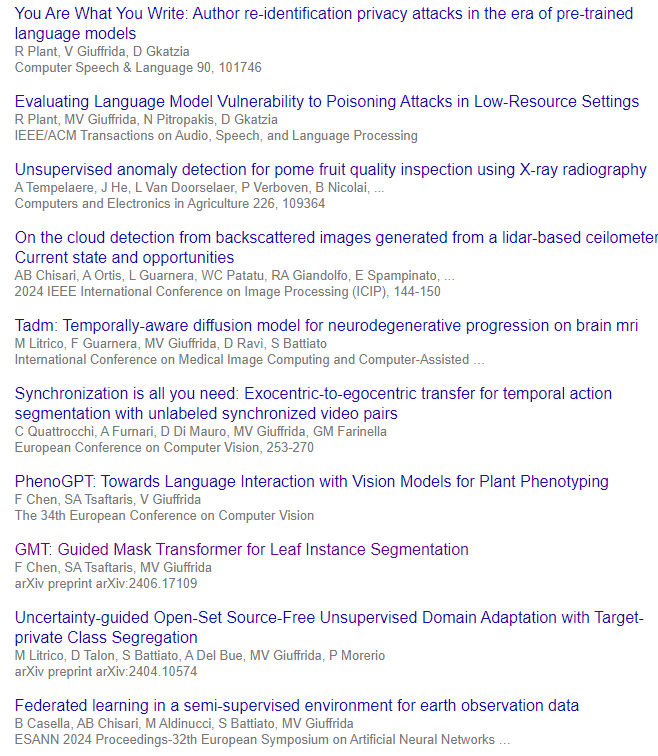 You Are What You Write: Author re-identification privacy attacks in the era of pre-trained
language models
R Plant, V Giuffrida, D Gkatzia
Computer Speech & Language 90, 101746
Evaluating Language Model Vulnerability to Poisoning Attacks in Low-Resource Settings
R Plant, MV Giuffrida, N Pitropakis, D Gkatzia
IEEE/ACM Transactions on Audio, Speech, and Language Processing
Unsupervised anomaly detection for pome fruit quality inspection using X-ray radiography
A Tempelaere, J He, L Van Doorselaer, P Verboven, B Nicolai, ...
Computers and Electronics in Agriculture 226, 109364
On the cloud detection from backscattered images generated from a lidar-based ceilometer
Current state and opportunities
AB Chisari, A Ortis, L Guarnera, WC Patatu, RA Giandolfo, E Spampinato, ...
2024 IEEE International Conference on Image Processing (ICIP), 144-150
Tadm: Temporally-aware diffusion model for neurodegenerative progression on brain mri
M Litrico, F Guarnera, MV Giuffrida, D Ravì, S Battiato
International Conference on Medical Image Computing and Computer-Assisted ...
Synchronization is all you need: Exocentric-to-egocentric transfer for temporal action
segmentation with unlabeled synchronized video pairs
C Quattrocchi, A Furnari, D Di Mauro, MV Giuffrida, GM Farinella
European Conference on Computer Vision, 253-270
PhenoGPT: Towards Language Interaction with Vision Models for Plant Phenotyping
F Chen, SA Tsaftaris, V Giuffrida
The 34th European Conference on Computer Vision
GMT: Guided Mask Transformer for Leaf Instance Segmentation
F Chen, SA Tsaftaris, MV Giuffrida
arXiv preprint arXiv:2406.17109
Uncertainty-guided Open-Set Source-Free Unsupervised Domain Adaptation with Target-
private Class Segregation
M Litrico, D Talon, S Battiato, A Del Bue, MV Giuffrida, P Morerio
arXiv preprint arXiv:2404.10574
Federated learning in a semi-supervised environment for earth observation data
B Casella, AB Chisari, M Aldinucci, S Battiato, MV Giuffrida
ESANN 2024 Proceedings-32th European Symposium on Artificial Neural Networks ...